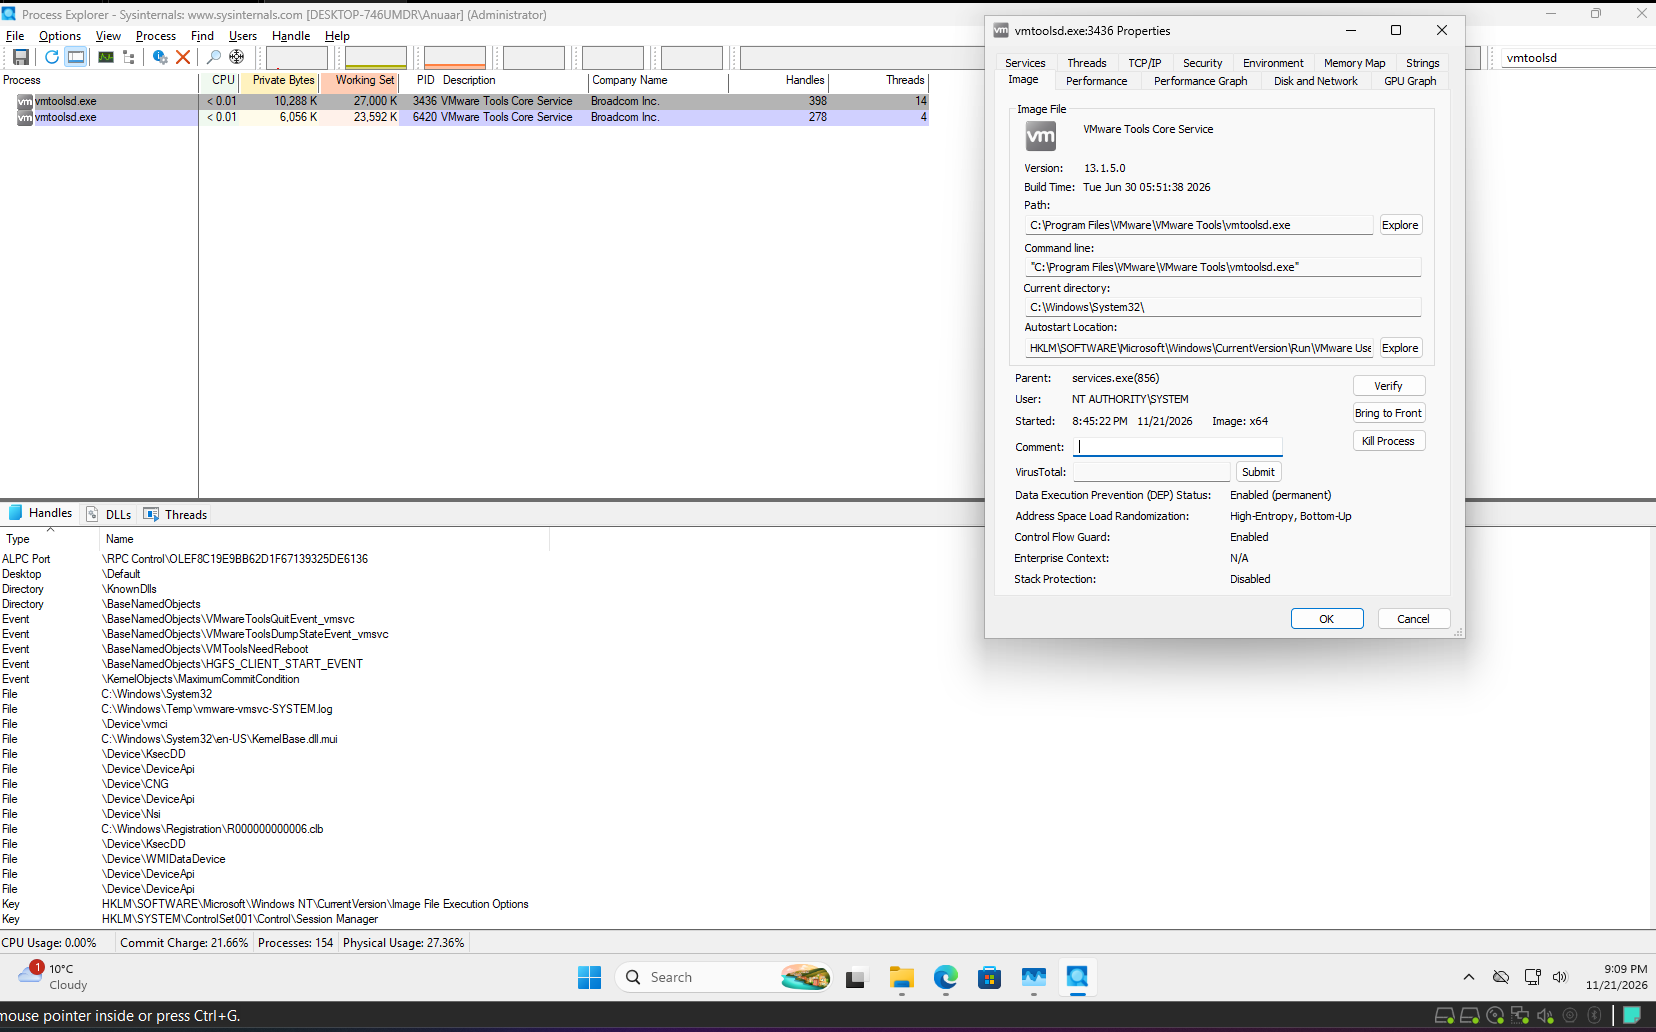 Process Explorer - Sysinternals: www.sysinternals.com [DESKTOP-746UMDR\Anuaar] (Administrator)
File Options View Process Find Users Handle Help
vmtoolsd
Process CPU Private Bytes Working Set PID Description Company Name Handles Threads
vm vmtoolsd.exe < 0.01 10,288 K 27,000 K 3436 VMware Tools Core Service Broadcom Inc. 398 14
vm vmtoolsd.exe < 0.01 6,056 K 23,592 K 6420 VMware Tools Core Service Broadcom Inc. 278 4
vm vmtoolsd.exe:3436 Properties
Services Threads TCP/IP Security Environment Memory Map Strings
Image Performance Performance Graph Disk and Network GPU Graph
Image File
vm VMware Tools Core Service
Version: 13.1.5.0
Build Time: Tue Jun 30 05:51:38 2026
Path:
C:\Program Files\VMware\VMware Tools\vmtoolsd.exe Explore
Command line:
"C:\Program Files\VMware\VMware Tools\vmtoolsd.exe"
Current directory:
C:\Windows\System32\
Autostart Location:
HKLM\SOFTWARE\Microsoft\Windows\CurrentVersion\Run\VMware Use Explore
Parent: services.exe(856)
Verify
User: NT AUTHORITY\SYSTEM
Bring to Front
Started: 8:45:22 PM 11/21/2026 Image: x64
Kill Process
Comment:
VirusTotal: Submit
Data Execution Prevention (DEP) Status: Enabled (permanent)
Address Space Load Randomization: High-Entropy, Bottom-Up
Control Flow Guard: Enabled
Enterprise Context: N/A
Stack Protection: Disabled
OK Cancel
Handles DLLs Threads
Type Name
ALPC Port \RPC Control\OLEF8C19E9BB62D1F67139325DE6136
Desktop \Default
Directory \KnownDlls
Directory \BaseNamedObjects
Event \BaseNamedObjects\VMwareToolsQuitEvent_vmsvc
Event \BaseNamedObjects\VMwareToolsDumpStateEvent_vmsvc
Event \BaseNamedObjects\VMToolsNeedReboot
Event \BaseNamedObjects\HGFS_CLIENT_START_EVENT
Event \KernelObjects\MaximumCommitCondition
File C:\Windows\System32
File C:\Windows\Temp\vmware-vmsvc-SYSTEM.log
File \Device\vmci
File C:\Windows\System32\en-US\KernelBase.dll.mui
File \Device\KsecDD
File \Device\DeviceApi
File \Device\CNG
File \Device\DeviceApi
File \Device\Nsi
File C:\Windows\Registration\R000000000006.clb
File \Device\KsecDD
File \Device\WMIDataDevice
File \Device\DeviceApi
File \Device\DeviceApi
Key HKLM\SOFTWARE\Microsoft\Windows NT\CurrentVersion\Image File Execution Options
Key HKLM\SYSTEM\ControlSet001\Control\Session Manager
CPU Usage: 0.00% Commit Charge: 21.66% Processes: 154 Physical Usage: 27.36%
1 10°C
Cloudy
Search
9:09 PM
11/21/2026
mouse pointer inside or press Ctrl+G.